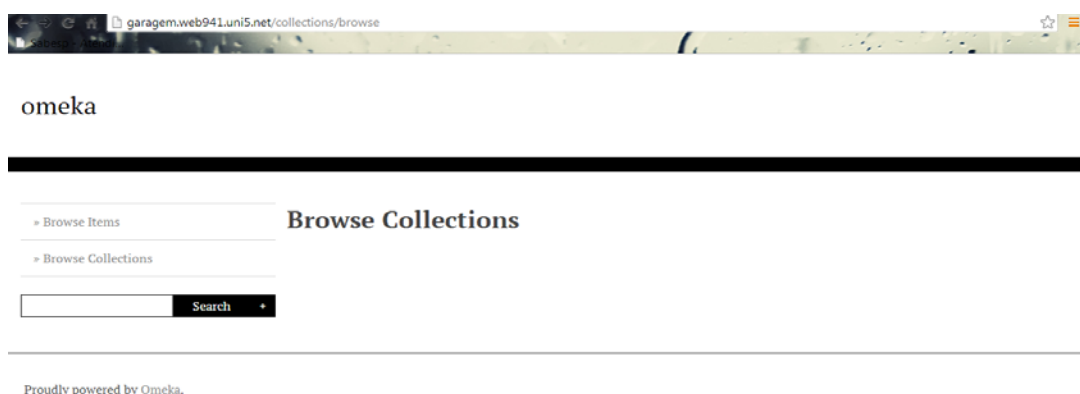 garagem.web941.uni5.net/collections/browse
omeka
» Browse Items
» Browse Collections
Search +
Browse Collections
Proudly powered by Omeka.